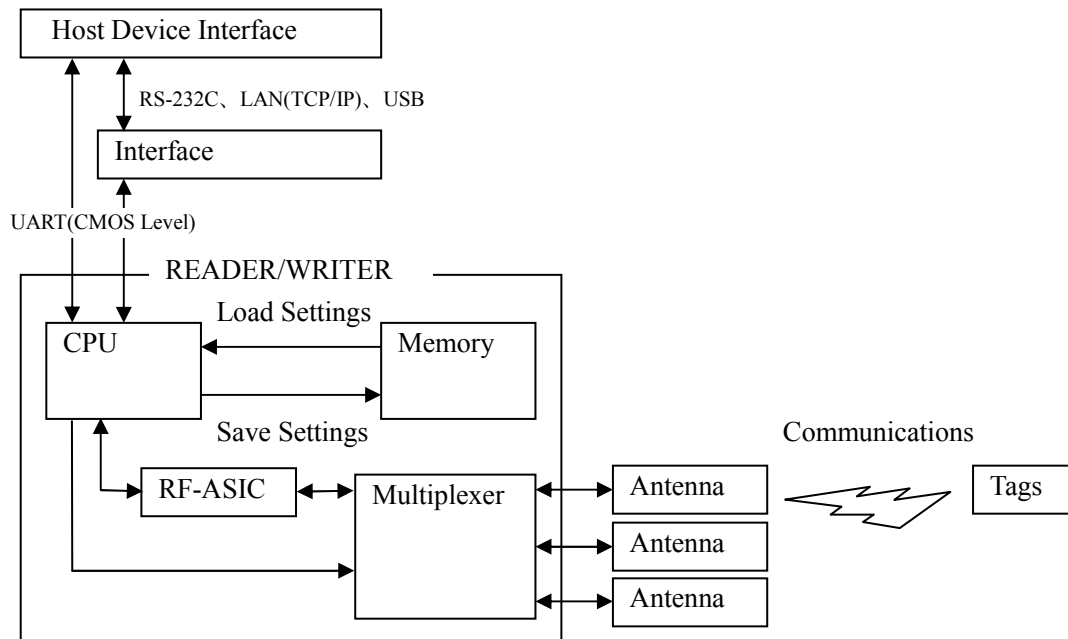 Host Device Interface
RS-232C、LAN(TCP/IP)、USB
Interface
UART(CMOS Level)
READER/WRITER
Load Settings
CPU
Memory
Save Settings
Communications
RF-ASIC
Multiplexer
Antenna
Tags
Antenna
Antenna